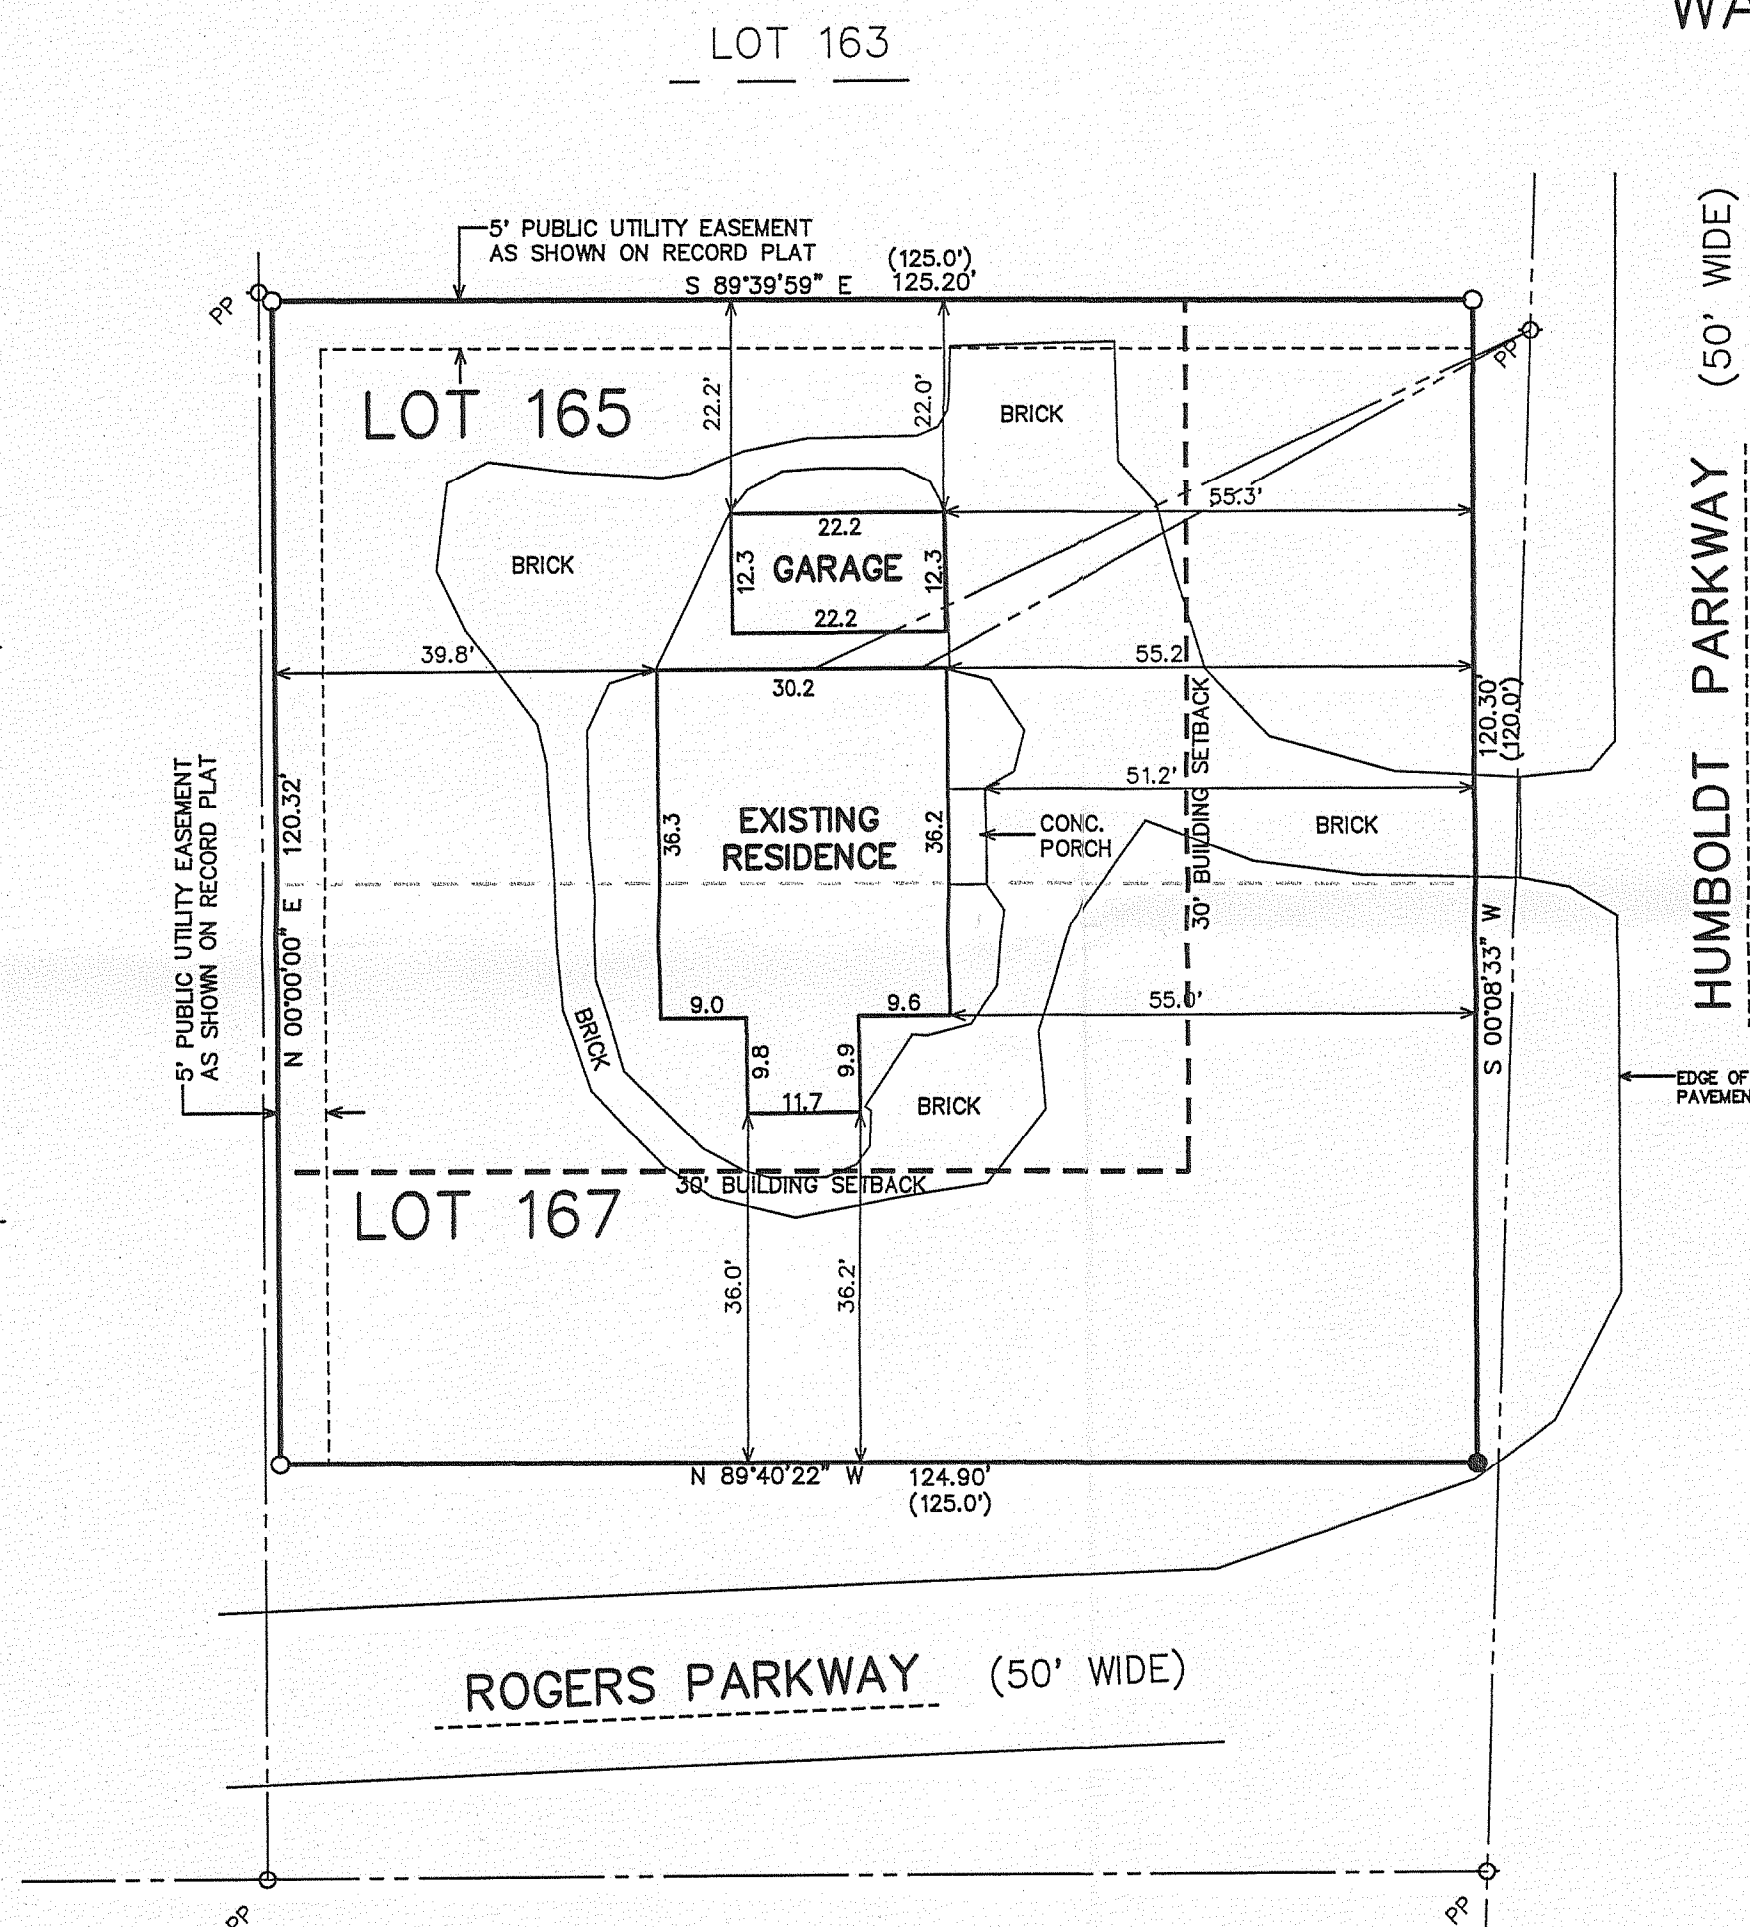 WA
LOT 163
5' PUBLIC UTILITY EASEMENT
AS SHOWN ON RECORD PLAT
(125.0')
S 89°39'59" E 125.20'
PP
PP
(50' WIDE)
HUMBOLDT PARKWAY
LOT 165
22.2'
22.0'
BRICK
55.3'
22.2
BRICK
12.3
GARAGE
12.3
22.2
39.8'
55.2
30.2
120.30'
(120.0')
5' PUBLIC UTILITY EASEMENT
AS SHOWN ON RECORD PLAT
N 00°00'00" E 120.32'
51.2'
30' BUILDING SETBACK
36.3
EXISTING
RESIDENCE
36.2
CONC.
PORCH
BRICK
S 00°08'33" W
9.0
9.6
55.0'
BRICK
9.8
9.9
11.7
BRICK
EDGE OF
PAVEMEN
30' BUILDING SETBACK
LOT 167
36.0'
36.2'
N 89°40'22" W 124.90'
(125.0')
ROGERS PARKWAY (50' WIDE)
PP
PP